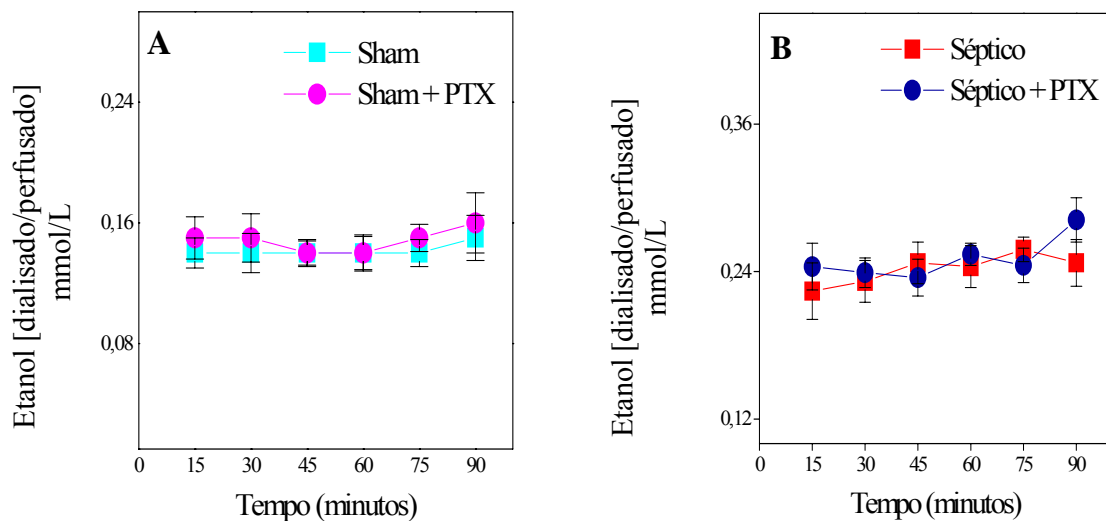 A
Sham
Sham + PTX
0,24
0,16
0,08
0 15 30 45 60 75 90
Tempo (minutos)
Etanol [dialisado/perfusado]
mmol/L
B
Séptico
Séptico + PTX
0,36
0,24
0,12
0 15 30 45 60 75 90
Tempo (minutos)
Etanol [dialisado/perfusado]
mmol/L